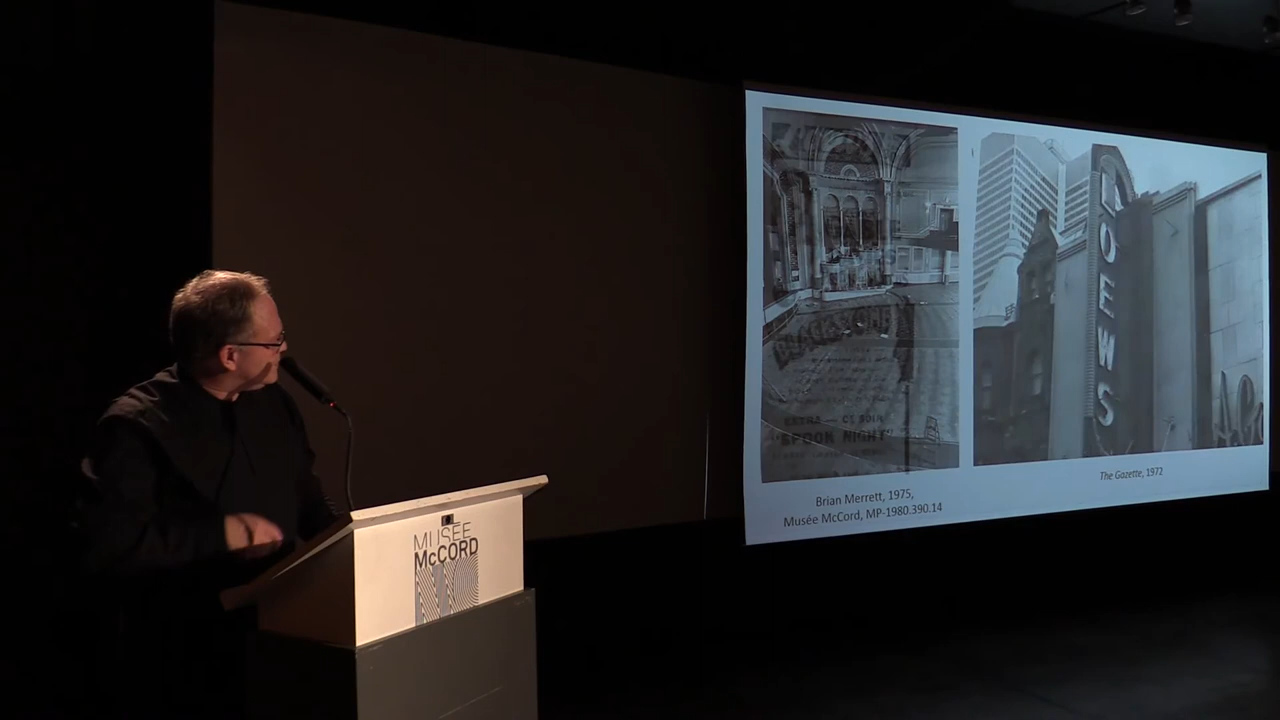 MUSÉE
McCORD
LOEWS
EXTRA — CE SOIR
"SPOOK NIGHT"
Brian Merrett, 1975,
Musée McCord, MP-1980.390.14
The Gazette, 1972